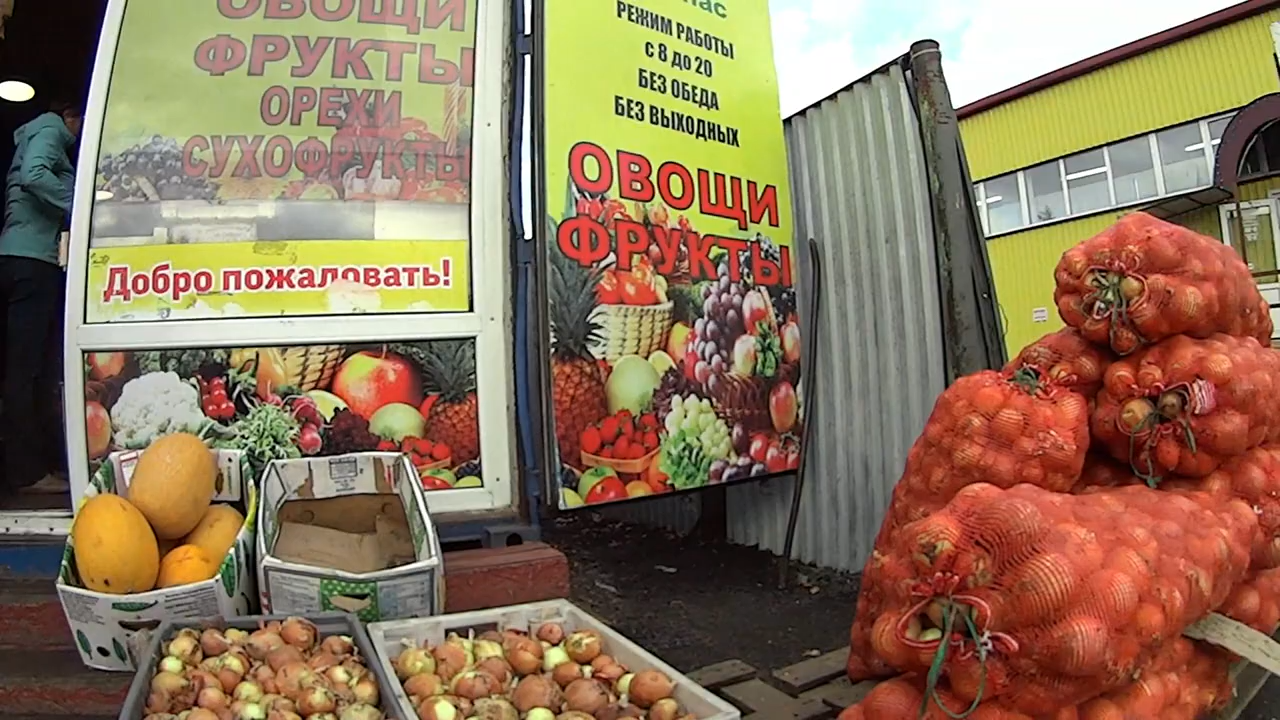 ОВОЩИ
ФРУКТЫ
ОРЕХИ
СУХОФРУКТЫ
Добро пожаловать!
РЕЖИМ РАБОТЫ
с 8 до 20
БЕЗ ОБЕДА
БЕЗ ВЫХОДНЫХ
ОВОЩИ
ФРУКТЫ